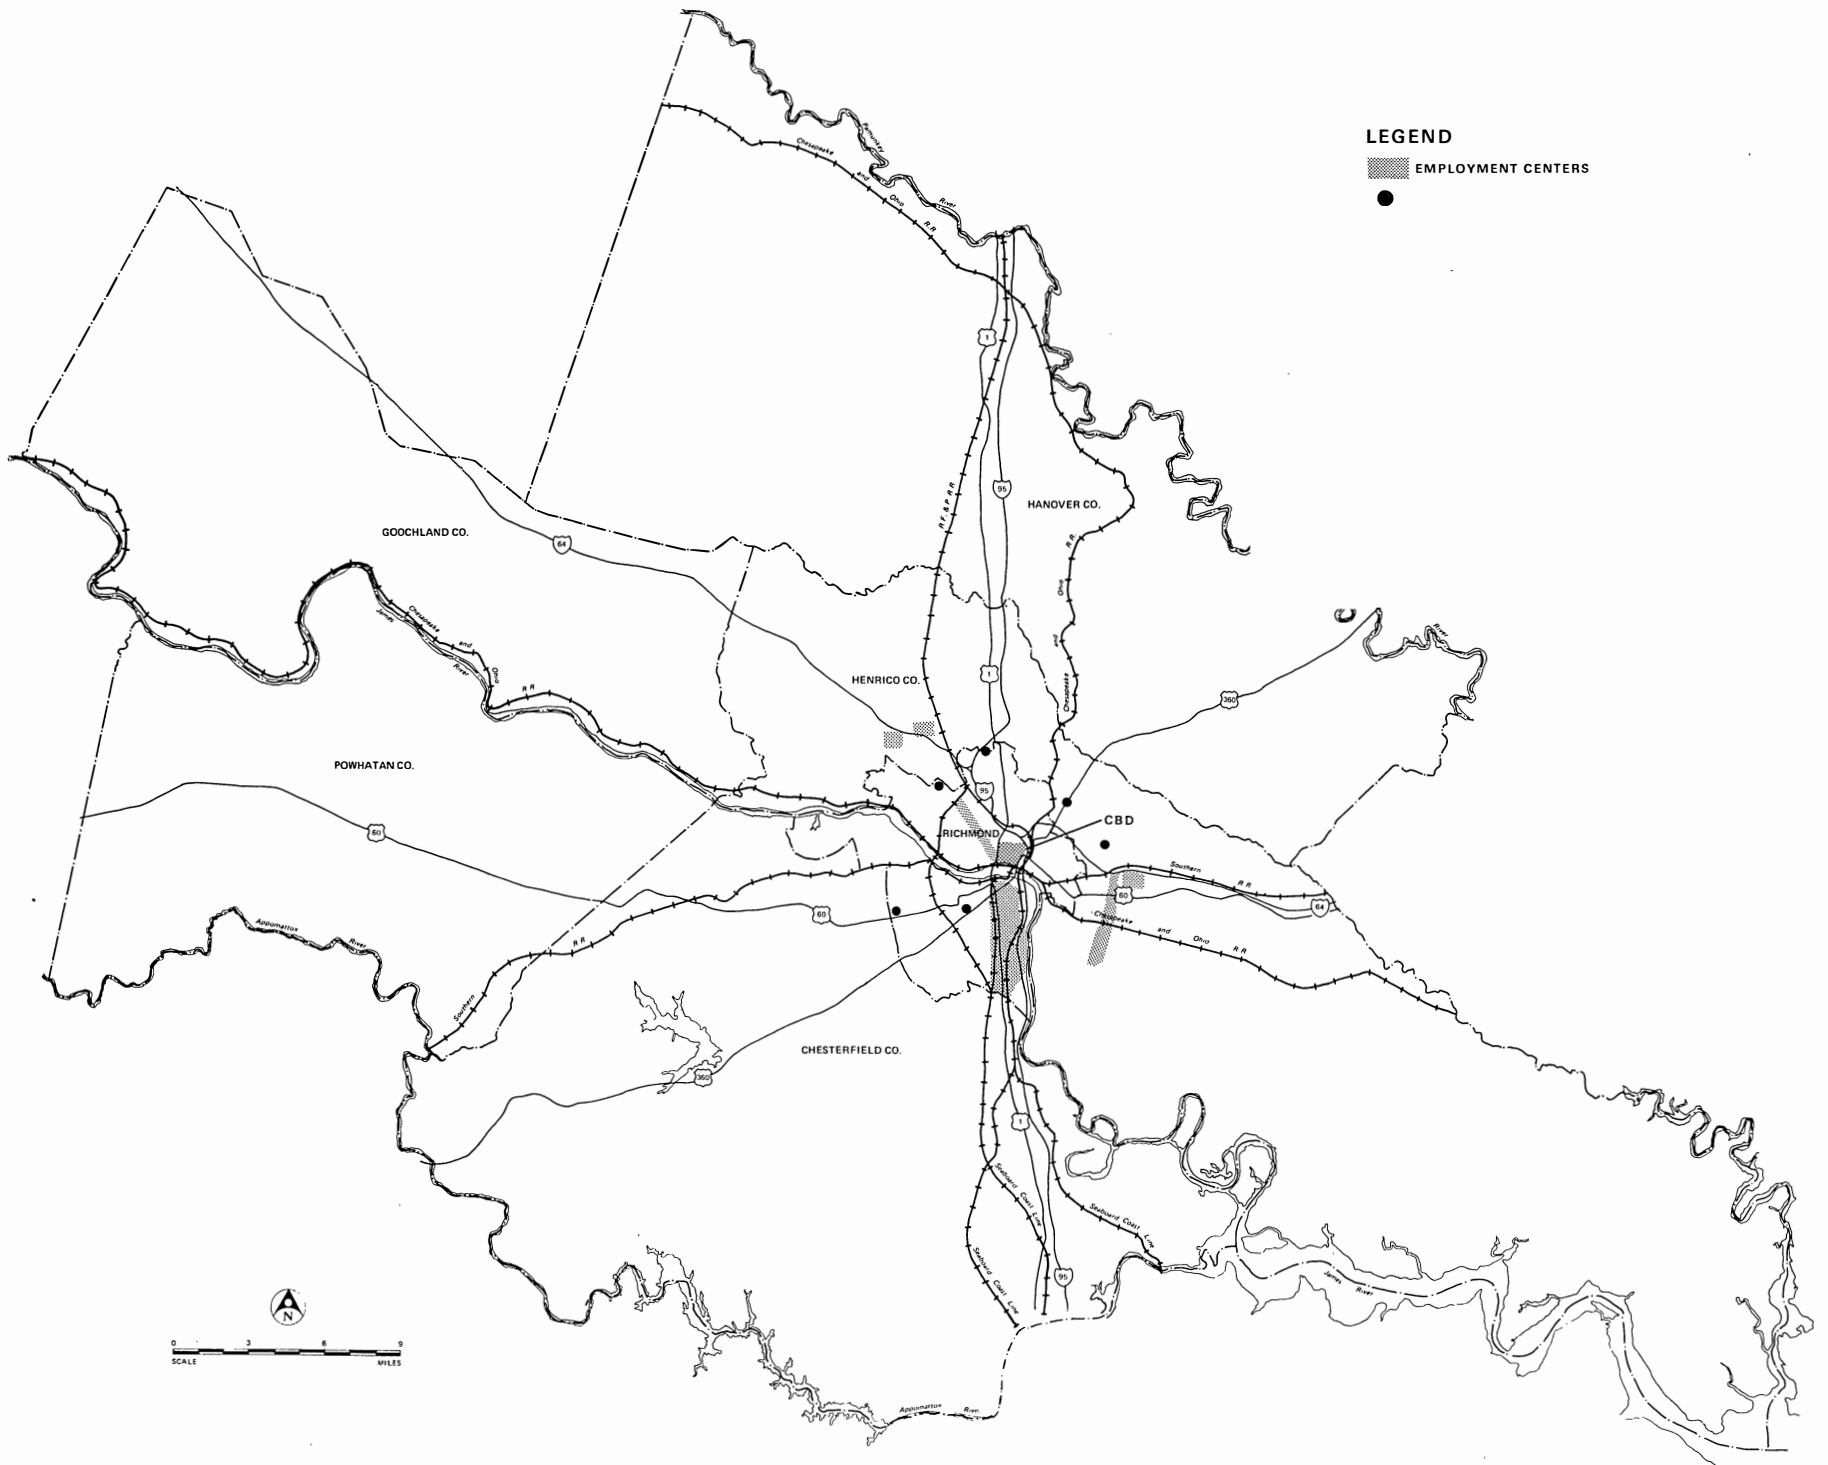 LEGEND
EMPLOYMENT CENTERS
Pamunkey
River
Chesapeake
and
Ohio
R R
1
95
HANOVER CO.
R F & P R R
GOOCHLAND CO.
64
R R
Ohio
and
Chesapeake
James
River
Chesapeake
and
Ohio
R R
River
HENRICO CO.
1
360
POWHATAN CO.
60
95
RICHMOND
CBD
Southern
R R
60
64
60
Chesapeake
and
Ohio
R R
Appomattox
River
R R
Southern
CHESTERFIELD CO.
360
1
Seaboard
Coast
Line
Seaboard Coast
Line
Seaboard
Coast
Line
95
James
River
N
0 3 6 9
SCALE MILES
Appomattox
River